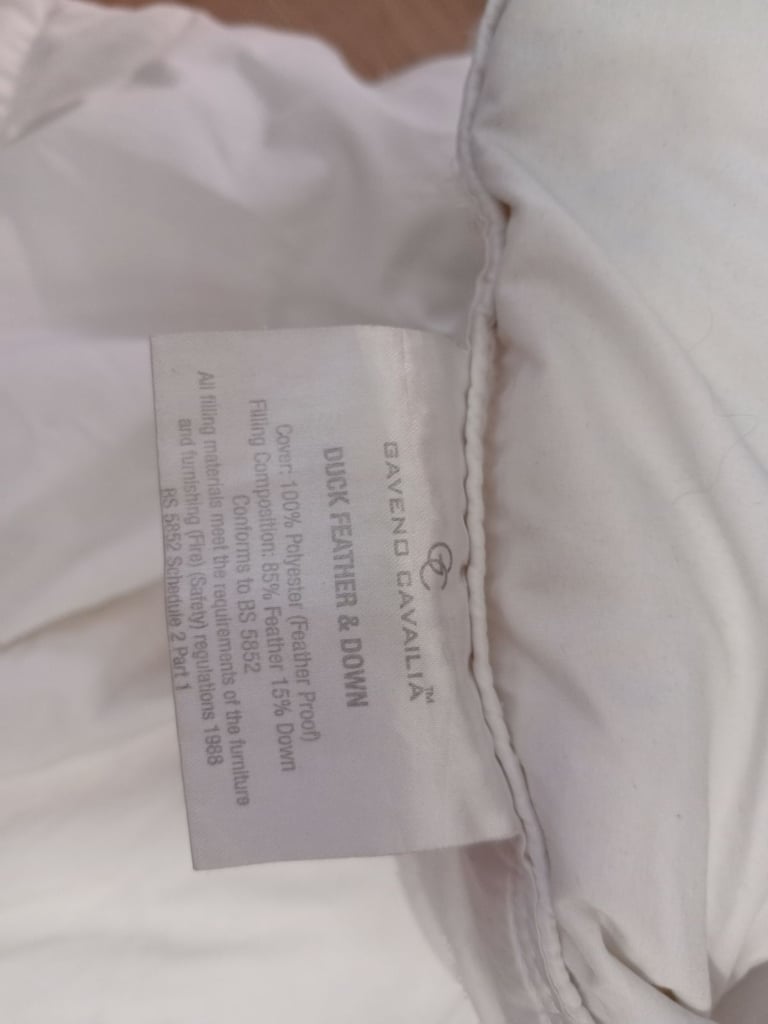 GAVENO CAVAILIA™
DUCK FEATHER & DOWN
Cover: 100% Polyester (Feather Proof)
Filling Composition: 85% Feather 15% Down
Conforms to BS 5852
All filling materials meet the requirements of the furniture
and furnishing (Fire) (Safety) regulations 1988
BS 5852 Schedule 2 Part 1